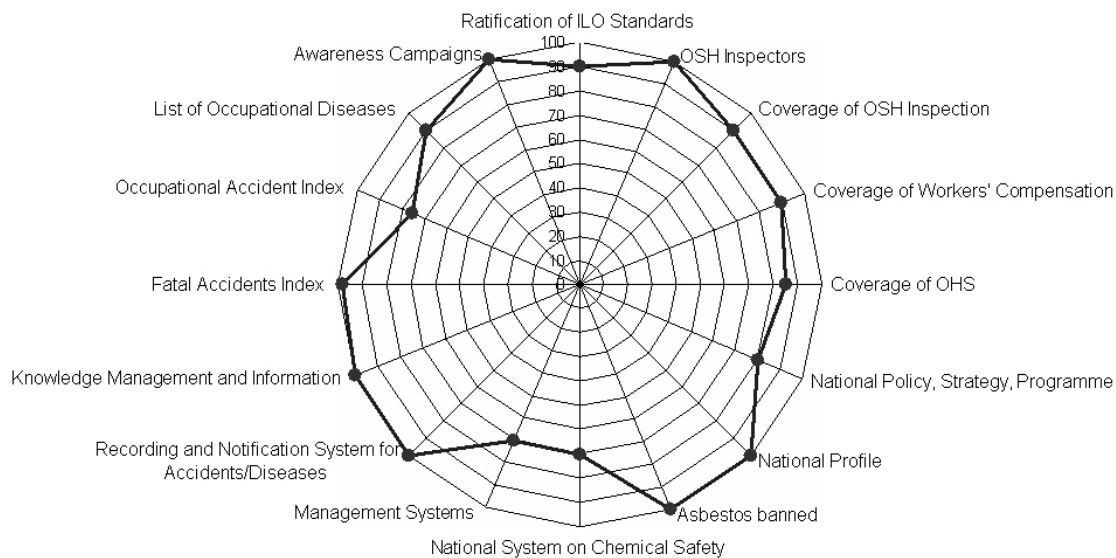 Ratification of ILO Standards
Awareness Campaigns
OSH Inspectors
List of Occupational Diseases
Coverage of OSH Inspection
Occupational Accident Index
Coverage of Workers' Compensation
Fatal Accidents Index
Coverage of OHS
Knowledge Management and Information
National Policy, Strategy, Programme
Recording and Notification System for
Accidents/Diseases
National Profile
Management Systems
Asbestos banned
National System on Chemical Safety
100
90
80
70
60
50
40
30
20
10
0